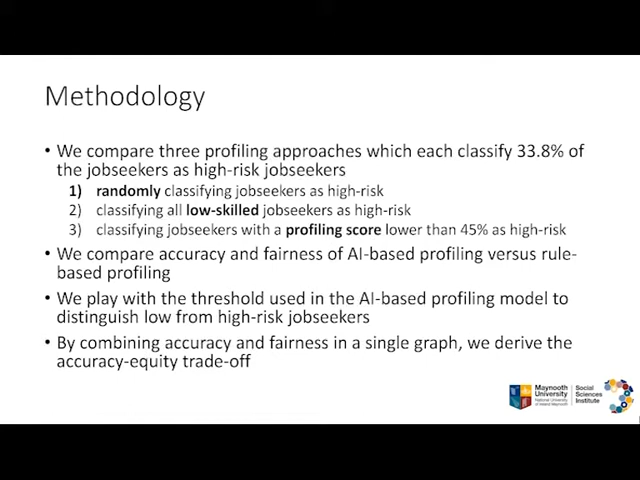 Methodology
• We compare three profiling approaches which each classify 33.8% of
the jobseekers as high-risk jobseekers
1) randomly classifying jobseekers as high-risk
2) classifying all low-skilled jobseekers as high-risk
3) classifying jobseekers with a profiling score lower than 45% as high-risk
• We compare accuracy and fairness of AI-based profiling versus rule-
based profiling
• We play with the threshold used in the AI-based profiling model to
distinguish low from high-risk jobseekers
• By combining accuracy and fairness in a single graph, we derive the
accuracy-equity trade-off
Maynooth
University
National University
of Ireland Maynooth
Social
Sciences
Institute